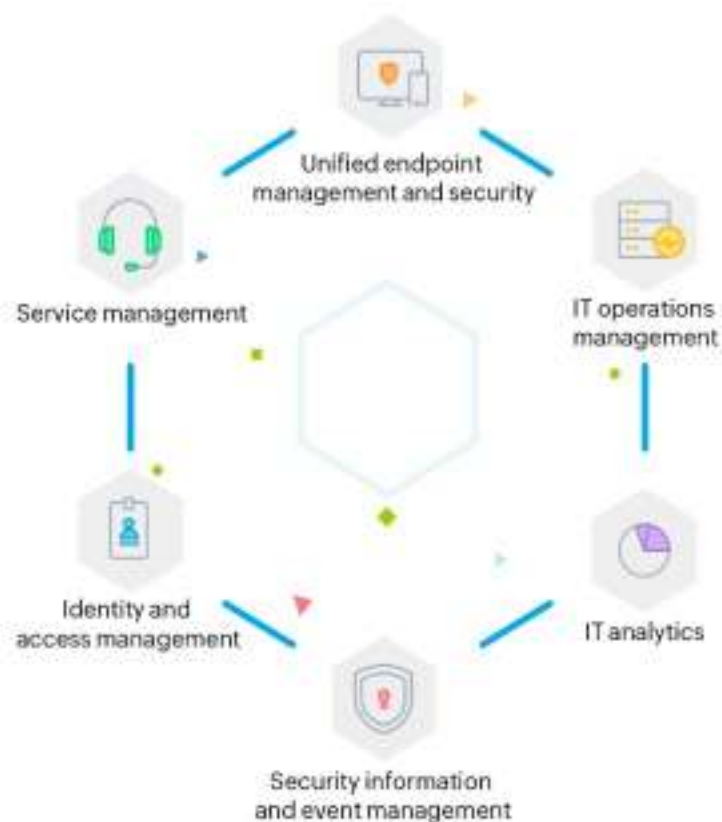 Unified endpoint
management and security
Service management
IT operations
management
Identity and
access management
IT analytics
Security information
and event management